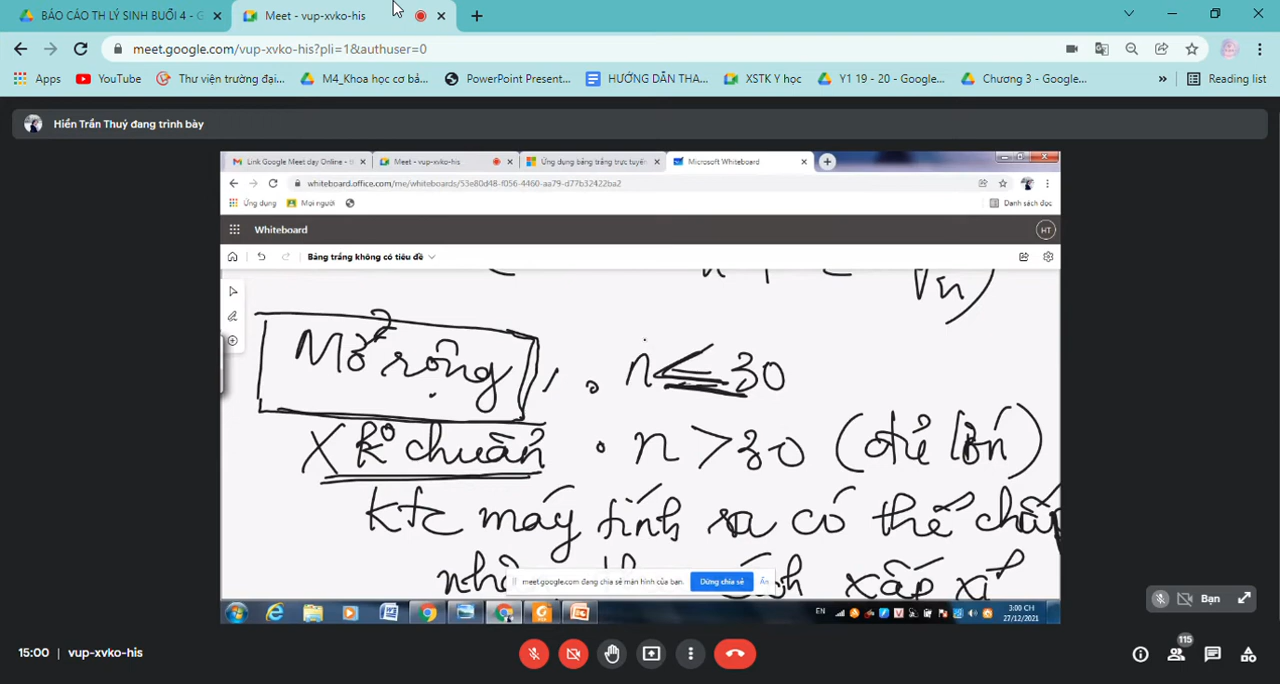 BÁO CÁO TH LÝ SINH BUỔI 4 - G
Meet - vup-xvko-his
meet.google.com/vup-xvko-his?pli=1&authuser=0
Apps YouTube Thư viện trường đại... M4_Khoa học cơ bả... PowerPoint Present... HƯỚNG DẪN THA... XSTK Y học Y1 19 - 20 - Google... Chương 3 - Google... » Reading list
Hiền Trần Thuý đang trình bày
Link Google Meet dạy Online - Meet - vup-xvko-his Ứng dụng bảng trắng trực tuyến Microsoft Whiteboard
whiteboard.office.com/me/whiteboards/53e80d48-f056-4460-aa79-d77b32422ba2
Ứng dụng Mọi người Danh sách đọc
Whiteboard HT
Bảng trắng không có tiêu đề
√n)
Mở rộng, • n ≤ 30
X ko chuẩn • n > 30 (đủ lớn)
ktc máy tính ra có thể chấp
xấp xỉ
meet.google.com đang chia sẻ màn hình của bạn. Dừng chia sẻ Ẩn
EN 3:00 CH
27/12/2021
Bạn
15:00 | vup-xvko-his
115